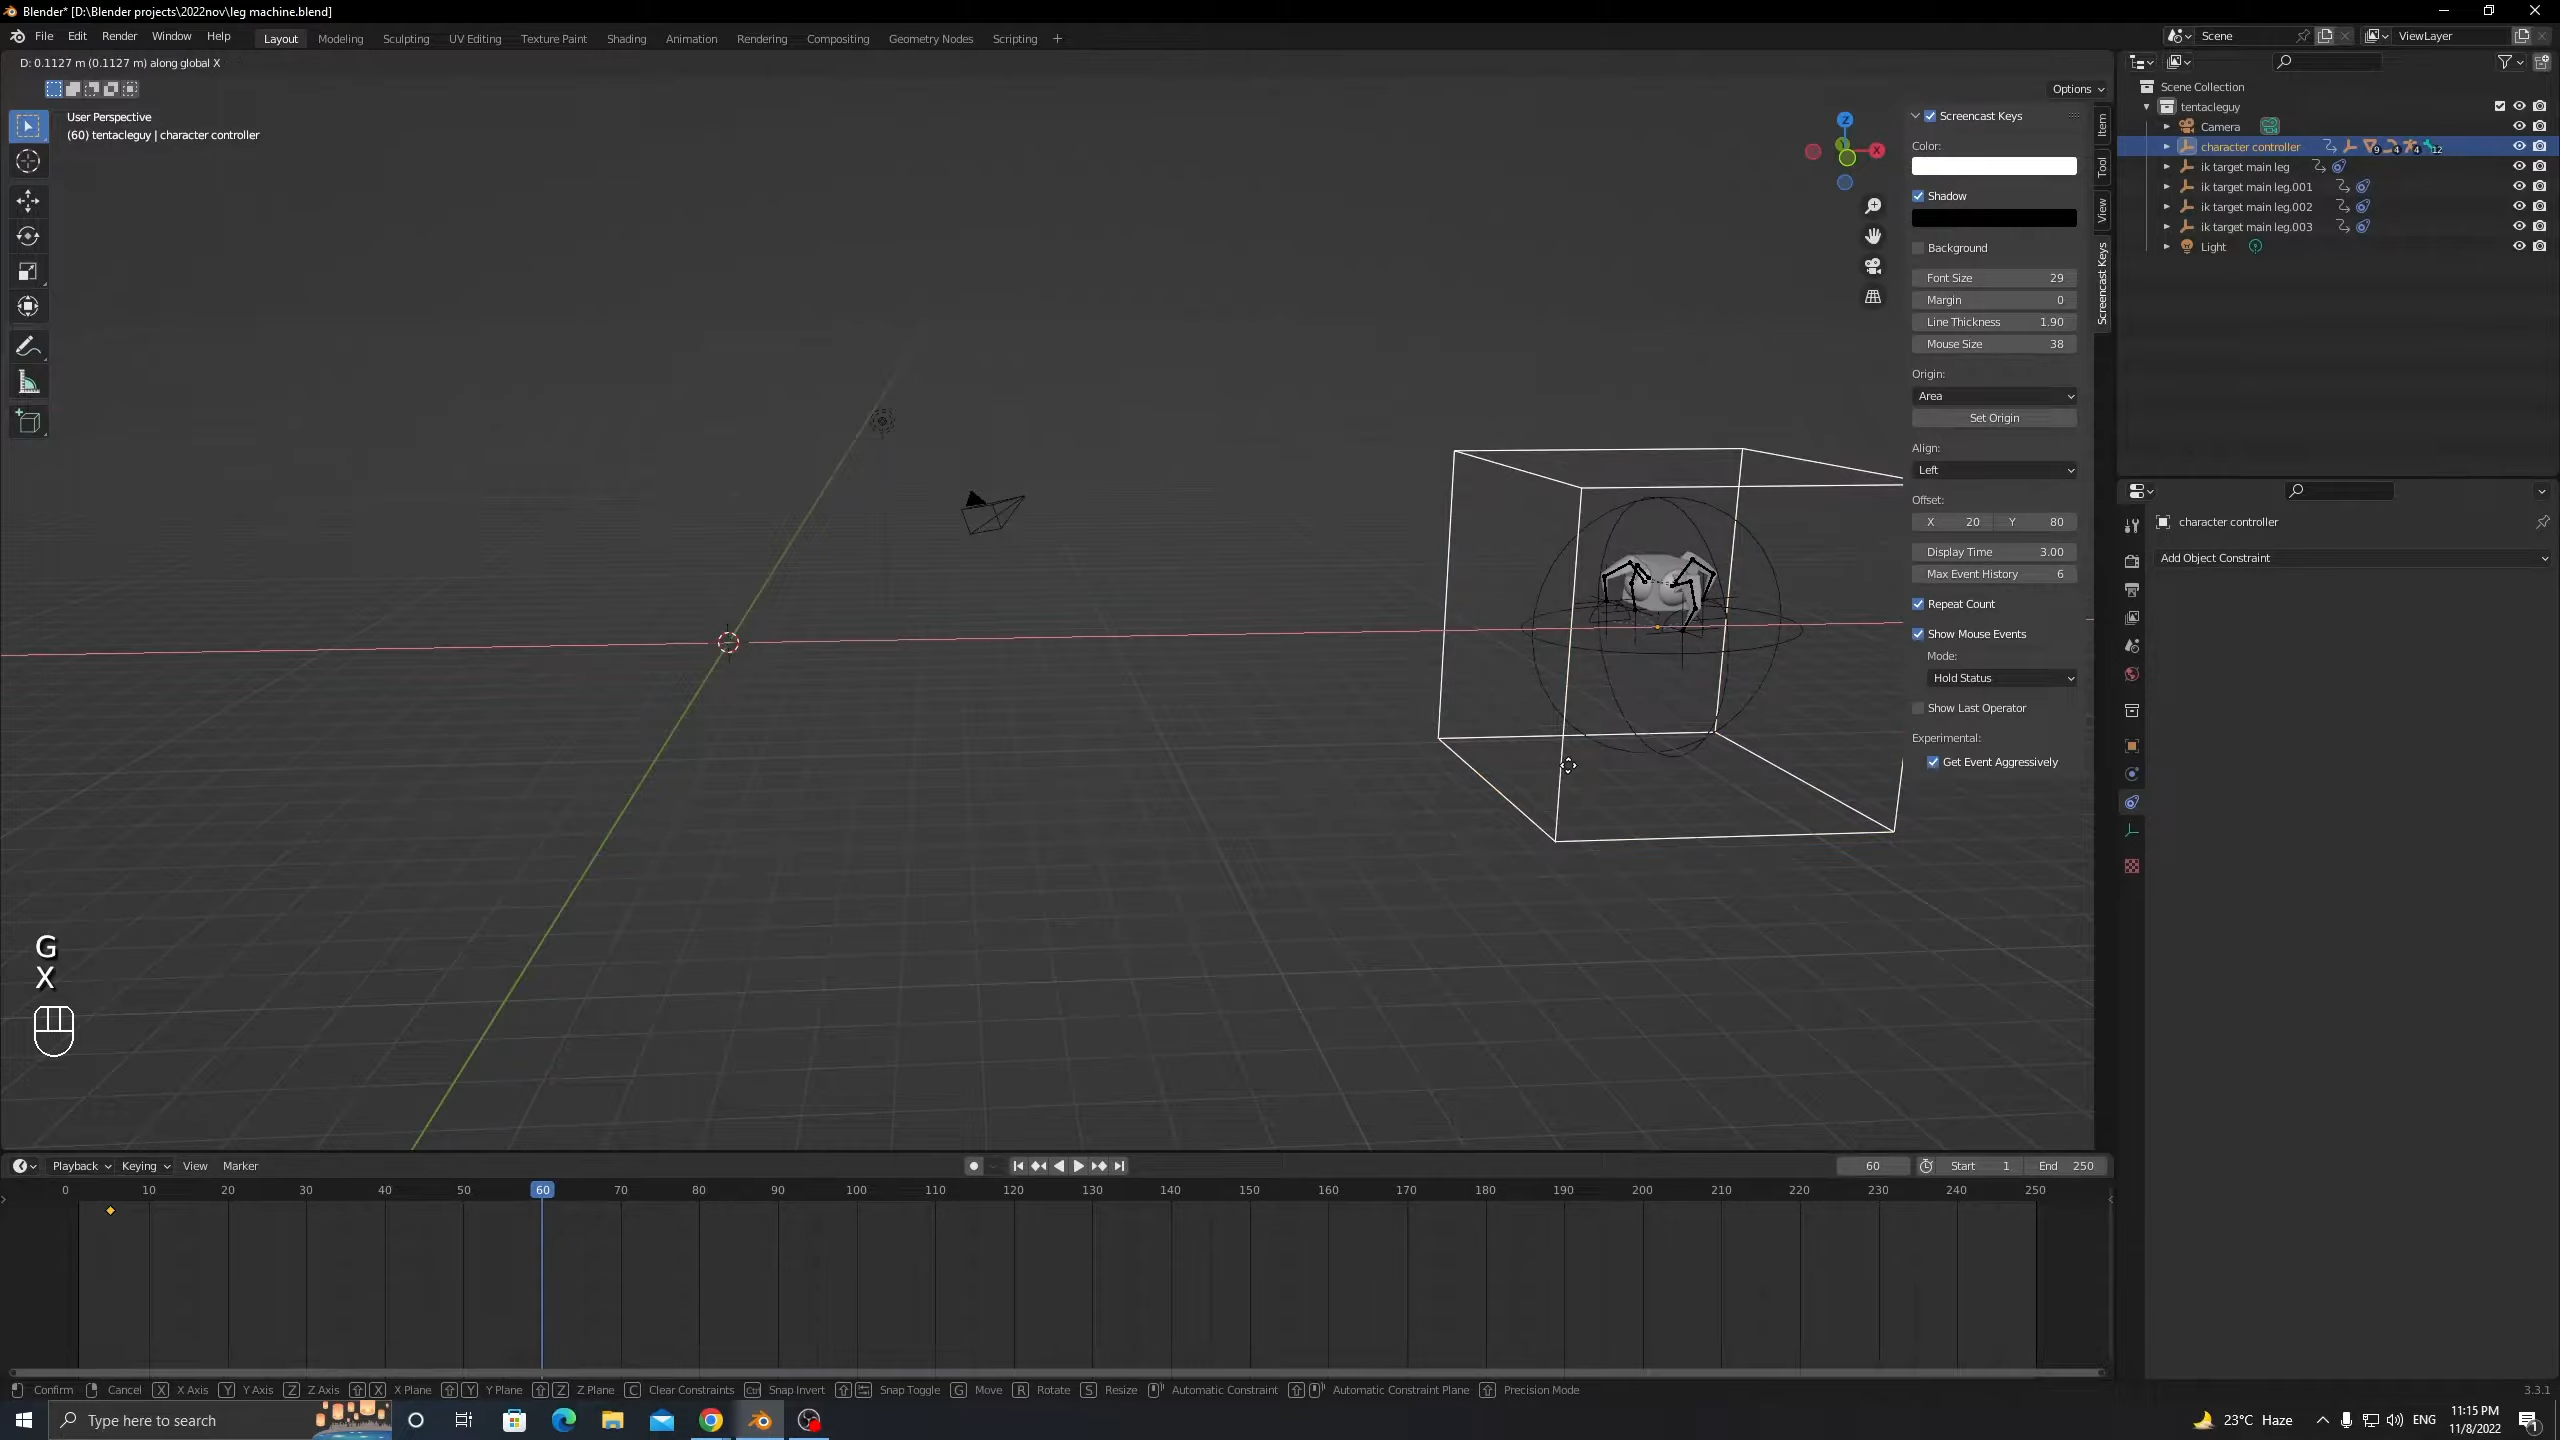 Blender* [D:\Blender projects\2022nov\leg machine.blend]
File Edit Render Window Help Layout Modeling Sculpting UV Editing Texture Paint Shading Animation Rendering Compositing Geometry Nodes Scripting + Scene ViewLayer
D: 0.1127 m (0.1127 m) along global X
Options
User Perspective
(60) tentacleguy | character controller
Z
X
Screencast Keys
Color:
Shadow
Background
Font Size 29
Margin 0
Line Thickness 1.90
Mouse Size 38
Origin:
Area
Set Origin
Align:
Left
Offset:
X 20 Y 80
Display Time 3.00
Max Event History 6
Repeat Count
Show Mouse Events
Mode:
Hold Status
Show Last Operator
Experimental:
Get Event Aggressively
Item
Tool
View
Screencast Keys
Scene Collection
tentacleguy
Camera
character controller 9 4 4 12
ik target main leg
ik target main leg.001
ik target main leg.002
ik target main leg.003
Light
character controller
Add Object Constraint
G
X
Playback Keying View Marker 60 Start 1 End 250
0 10 20 30 40 50 60 70 80 90 100 110 120 130 140 150 160 170 180 190 200 210 220 230 240 250
Confirm Cancel X X Axis Y Y Axis Z Z Axis X X Plane Y Y Plane Z Z Plane C Clear Constraints Ctrl Snap Invert Snap Toggle G Move R Rotate S Resize Automatic Constraint Automatic Constraint Plane Precision Mode 3.3.1
Type here to search 23°C Haze ENG 11:15 PM
11/8/2022
1